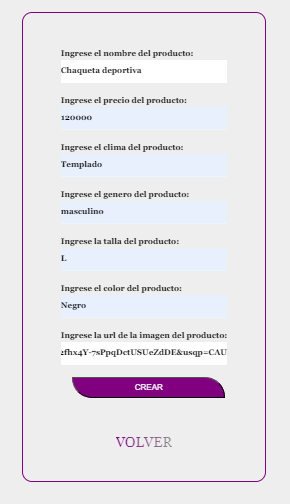 Ingrese el nombre del producto:
Chaqueta deportiva
Ingrese el precio del producto:
120000
Ingrese el clima del producto:
Templado
Ingrese el genero del producto:
masculino
Ingrese la talla del producto:
L
Ingrese el color del producto:
Negro
Ingrese la url de la imagen del producto:
2fhx4Y-7sPpqDctUSUeZdDE&usqp=CAU
CREAR
VOLVER